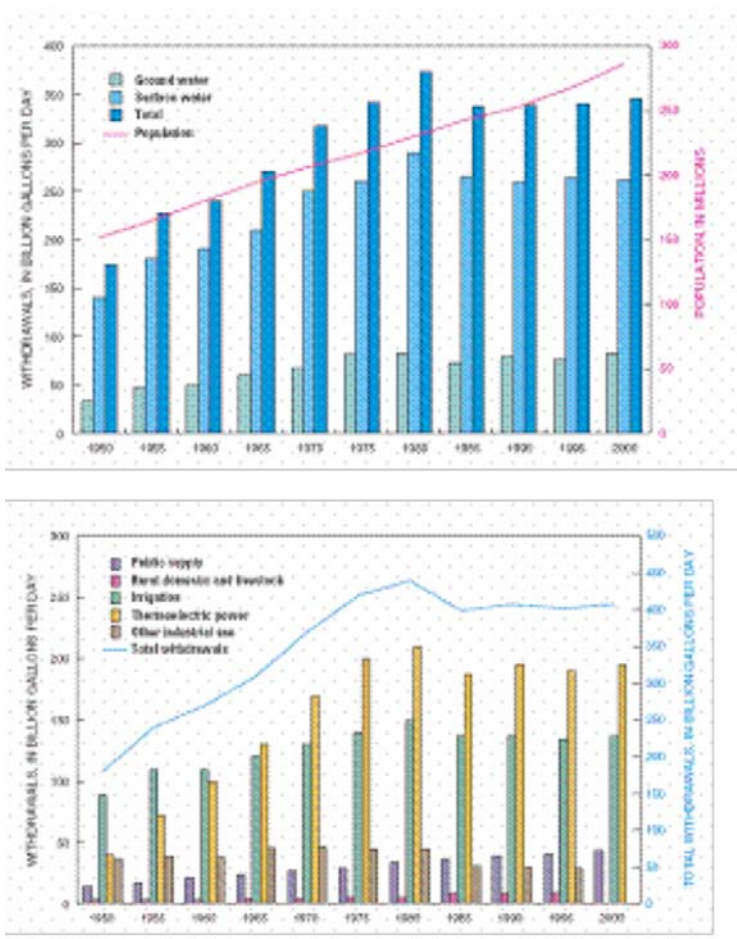 400
350
300
250
200
150
100
50
0
WITHDRAWALS, IN BILLION GALLONS PER DAY
Ground water
Surface water
Total
Population
300
250
200
150
100
50
0
POPULATION, IN MILLIONS
1950 1955 1960 1965 1970 1975 1980 1985 1990 1995 2000
300
250
200
150
100
50
0
WITHDRAWALS, IN BILLION GALLONS PER DAY
Public supply
Rural domestic and livestock
Irrigation
Thermoelectric power
Other industrial use
Total withdrawals
500
450
400
350
300
250
200
150
100
50
0
TOTAL WITHDRAWALS, IN BILLION GALLONS PER DAY
1950 1955 1960 1965 1970 1975 1980 1985 1990 1995 2000